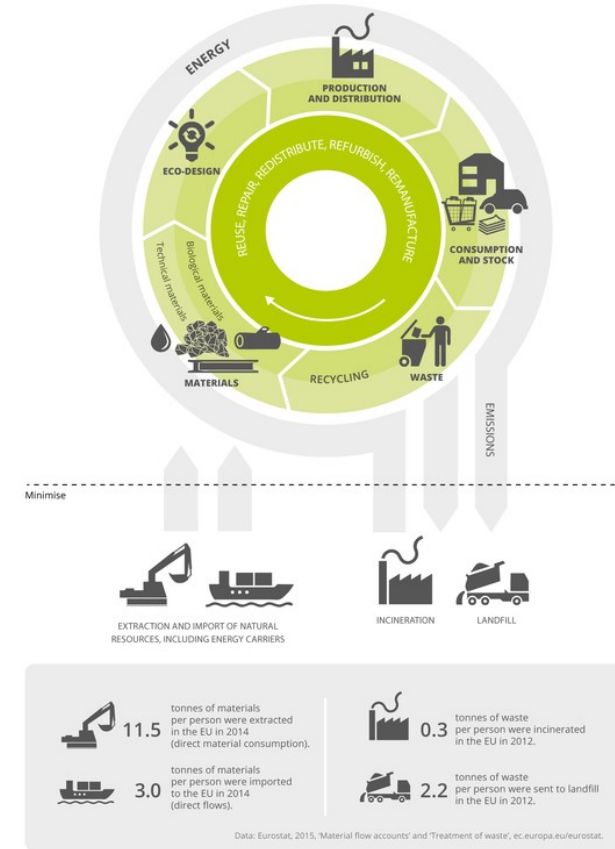 ENERGY
PRODUCTION
AND DISTRIBUTION
ECO-DESIGN
REUSE, REPAIR, REDISTRIBUTE, REFURBISH, REMANUFACTURE
CONSUMPTION
AND STOCK
Technical materials
Biological materials
MATERIALS
RECYCLING
WASTE
EMISSIONS
Minimise
EXTRACTION AND IMPORT OF NATURAL
RESOURCES, INCLUDING ENERGY CARRIERS
INCINERATION
LANDFILL
11.5
tonnes of materials
per person were extracted
in the EU in 2014
(direct material consumption).
3.0
tonnes of materials
per person were imported
to the EU in 2014
(direct flows).
0.3
tonnes of waste
per person were incinerated
in the EU in 2012.
2.2
tonnes of waste
per person were sent to landfill
in the EU in 2012.
Data: Eurostat, 2015, 'Material flow accounts' and 'Treatment of waste', ec.europa.eu/eurostat.